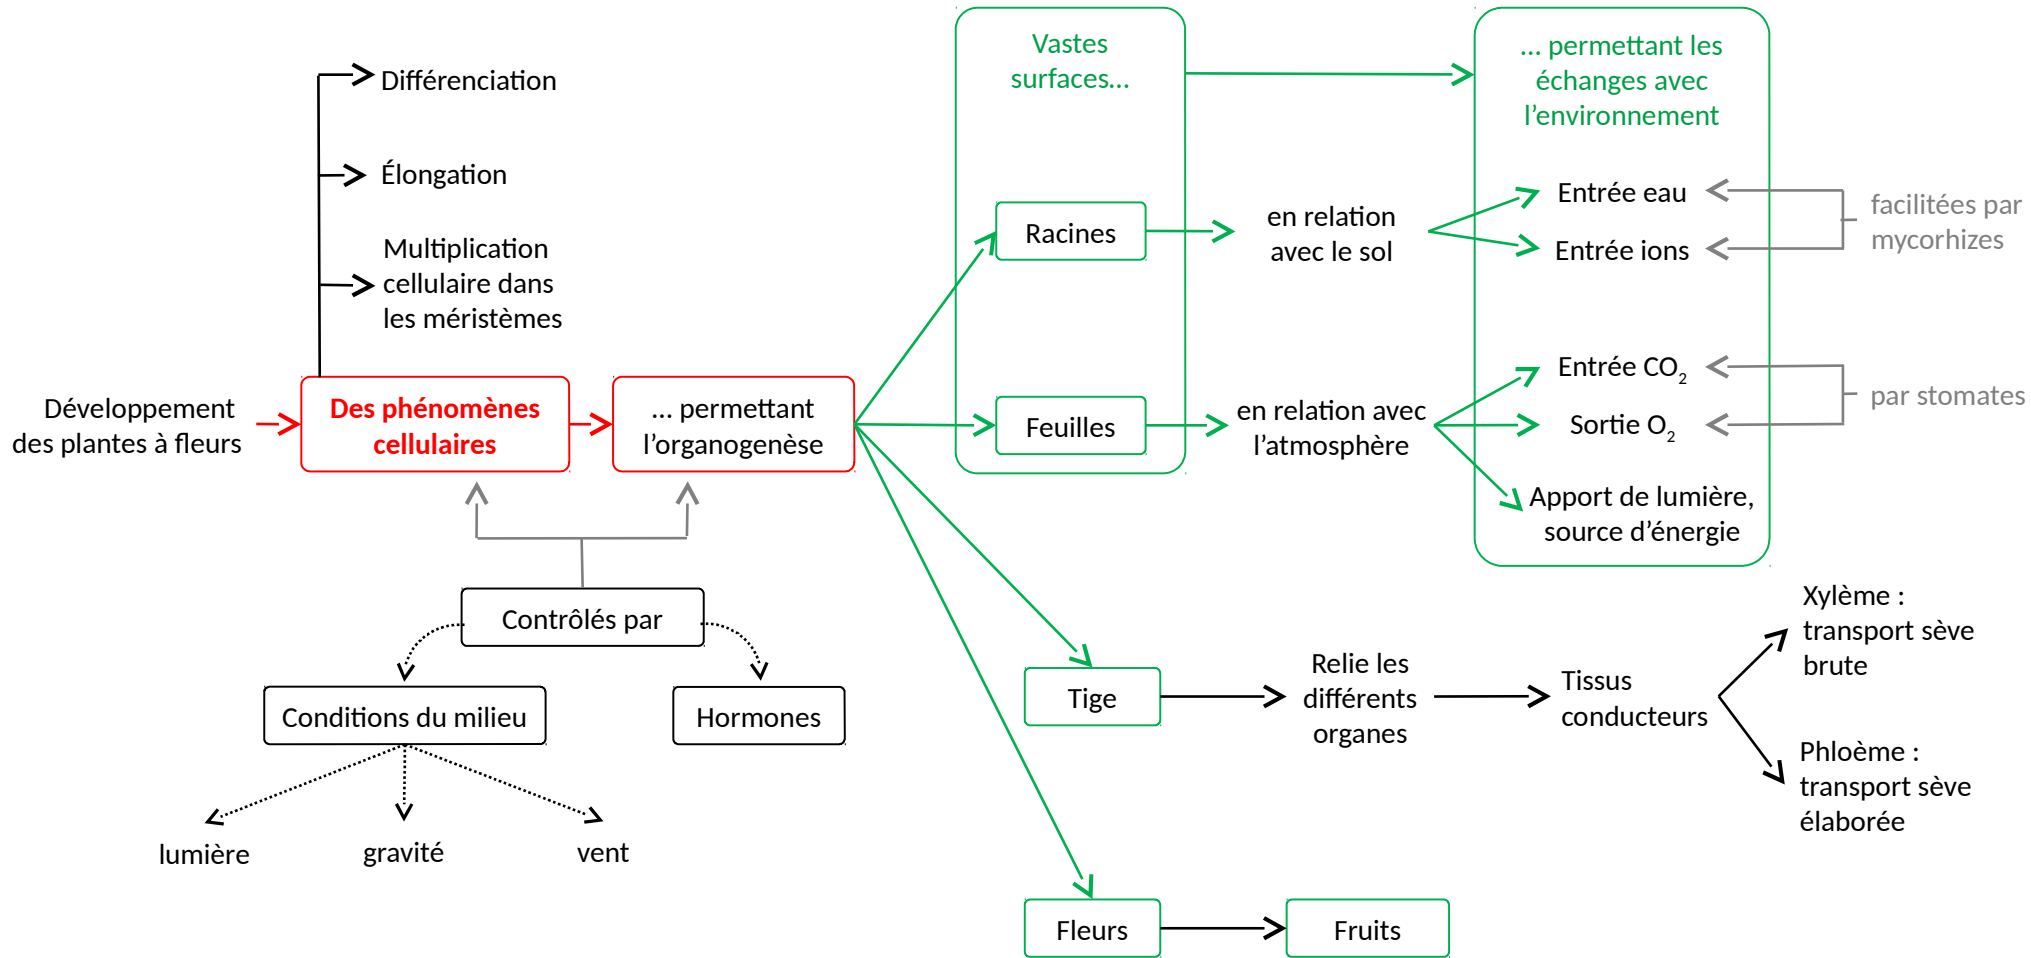 Différenciation
Élongation
Multiplication
cellulaire dans
les méristèmes
Développement
des plantes à fleurs
Des phénomènes
cellulaires
... permettant
l’organogenèse
Contrôlés par
Conditions du milieu
Hormones
lumière
gravité
vent
Vastes
surfaces...
Racines
Feuilles
en relation
avec le sol
en relation avec
l’atmosphère
... permettant les
échanges avec
l’environnement
Entrée eau
Entrée ions
facilitées par
mycorhizes
Entrée CO₂
Sortie O₂
par stomates
Apport de lumière,
source d’énergie
Tige
Relie les
différents
organes
Tissus
conducteurs
Xylème :
transport sève
brute
Phloème :
transport sève
élaborée
Fleurs
Fruits